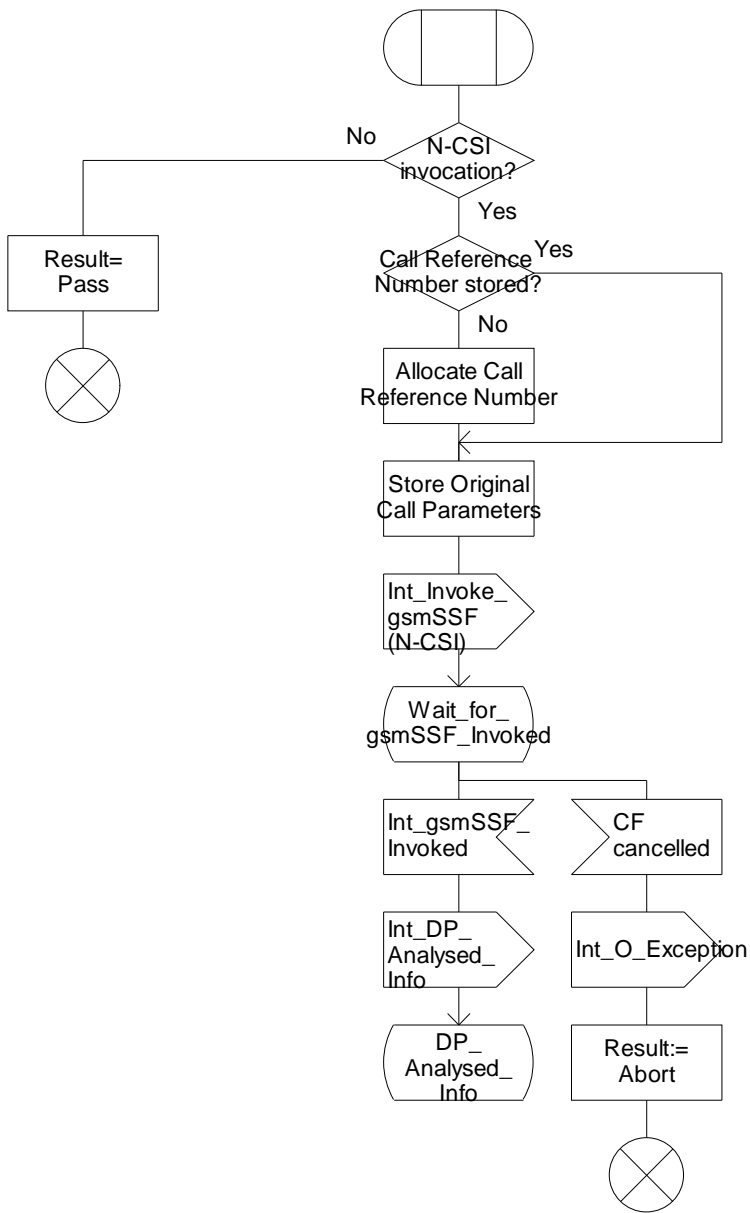 No
N-CSI
invocation?
Yes
Result=
Pass
Call Reference
Number stored?
Yes
No
Allocate Call
Reference Number
Store Original
Call Parameters
Int_Invoke_
gsmSSF
(N-CSI)
Wait_for_
gsmSSF_Invoked
Int_gsmSSF_
Invoked
CF
cancelled
Int_DP_
Analysed_
Info
Int_O_Exception
DP_
Analysed_
Info
Result:=
Abort